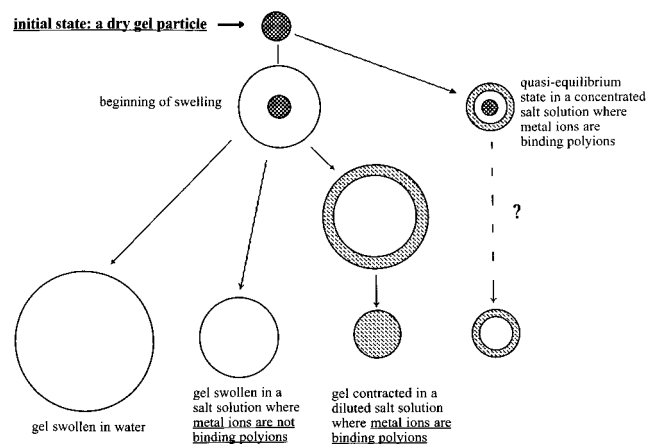 initial state: a dry gel particle
beginning of swelling
quasi-equilibrium
state in a concentrated
salt solution where
metal ions are
binding polyions
?
gel swollen in water
gel swollen in a
salt solution where
metal ions are not
binding polyions
gel contracted in a
diluted salt solution
where metal ions are
binding polyions